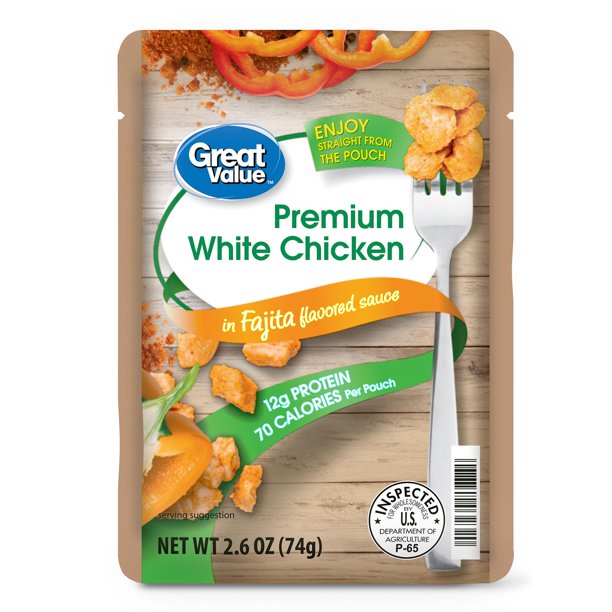 Great
Value™
ENJOY
STRAIGHT FROM
THE POUCH
Premium
White Chicken
in Fajita flavored sauce
12g PROTEIN
70 CALORIES Per Pouch
serving suggestion
NET WT 2.6 OZ (74g)
INSPECTED
FOR WHOLESOMENESS
BY
U.S.
DEPARTMENT OF
AGRICULTURE
P-65